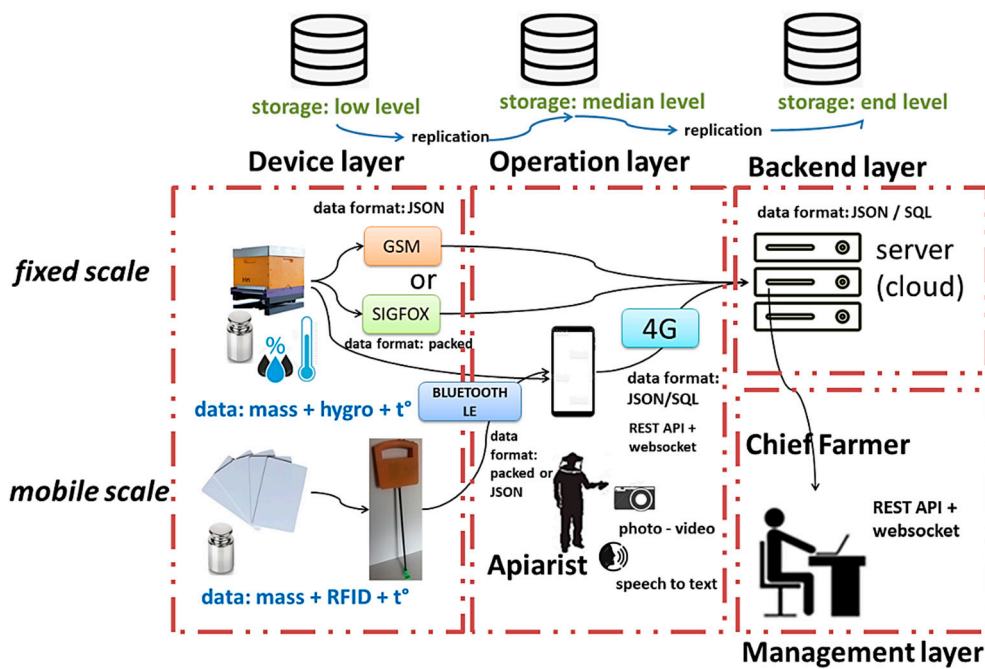 storage: low level
storage: median level
storage: end level
replication
replication
Device layer
Operation layer
Backend layer
data format: JSON
data format: JSON / SQL
fixed scale
GSM
or
SIGFOX
data format: packed
server
(cloud)
%
4G
data format:
JSON/SQL
BLUETOOTH
LE
data: mass + hygro + t°
REST API +
websocket
data
format:
packed or
JSON
Chief Farmer
mobile scale
REST API +
websocket
photo - video
Apiarist
speech to text
data: mass + RFID + t°
Management layer